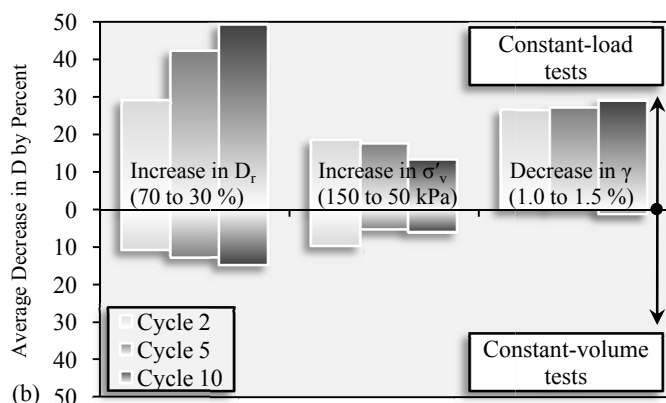 Average Decrease in D by Percent
50
40
30
20
10
0
10
20
30
40
50
Constant-load
tests
Increase in Dr
(70 to 30 %)
Increase in σ′v
(150 to 50 kPa)
Decrease in γ
(1.0 to 1.5 %)
Cycle 2
Cycle 5
Cycle 10
Constant-volume
tests
(b)